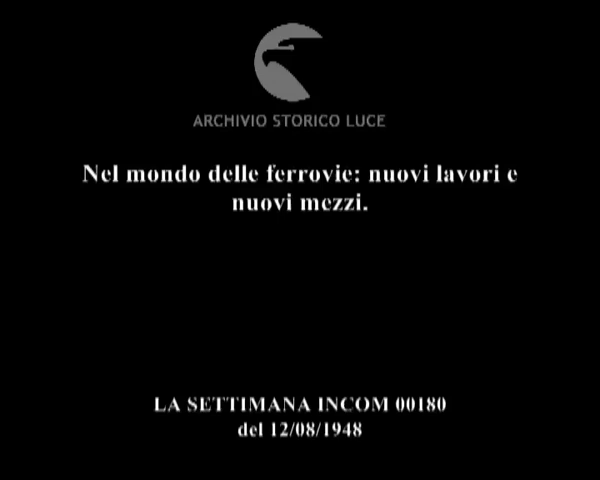 ARCHIVIO STORICO LUCE
Nel mondo delle ferrovie: nuovi lavori e
nuovi mezzi.
LA SETTIMANA INCOM 00180
del 12/08/1948